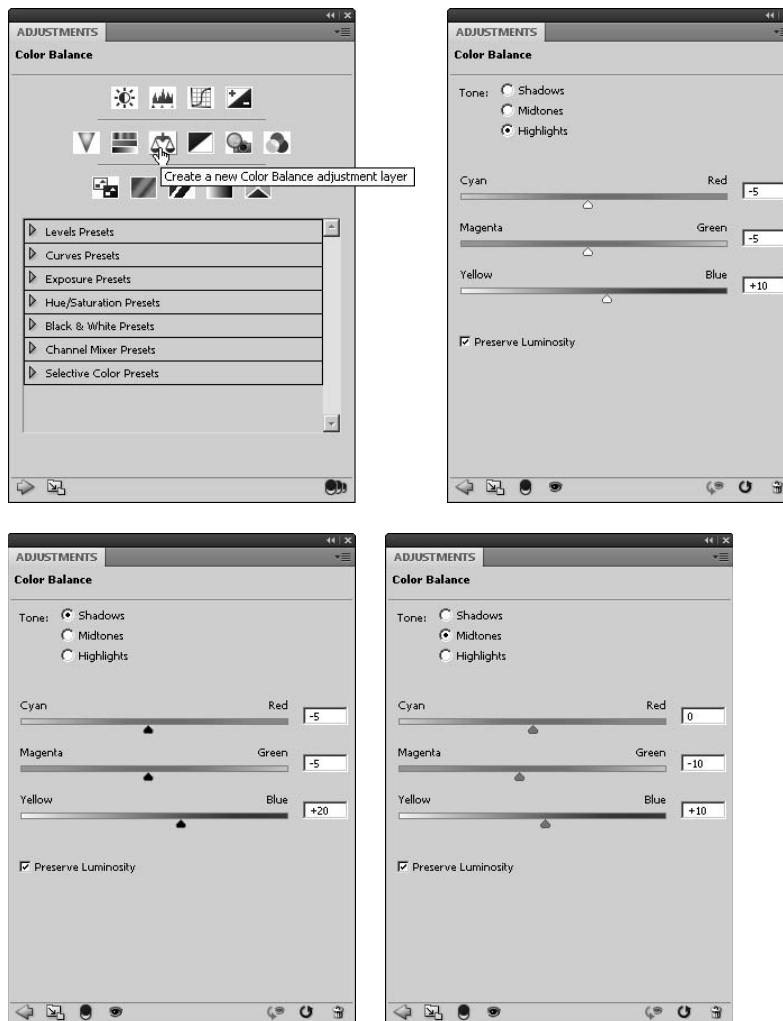 ADJUSTMENTS
Color Balance
Create a new Color Balance adjustment layer
Levels Presets
Curves Presets
Exposure Presets
Hue/Saturation Presets
Black & White Presets
Channel Mixer Presets
Selective Color Presets
ADJUSTMENTS
Color Balance
Tone: Shadows
Midtones
Highlights
Cyan Red -5
Magenta Green -5
Yellow Blue +10
Preserve Luminosity
ADJUSTMENTS
Color Balance
Tone: Shadows
Midtones
Highlights
Cyan Red -5
Magenta Green -5
Yellow Blue +20
Preserve Luminosity
ADJUSTMENTS
Color Balance
Tone: Shadows
Midtones
Highlights
Cyan Red 0
Magenta Green -10
Yellow Blue +10
Preserve Luminosity